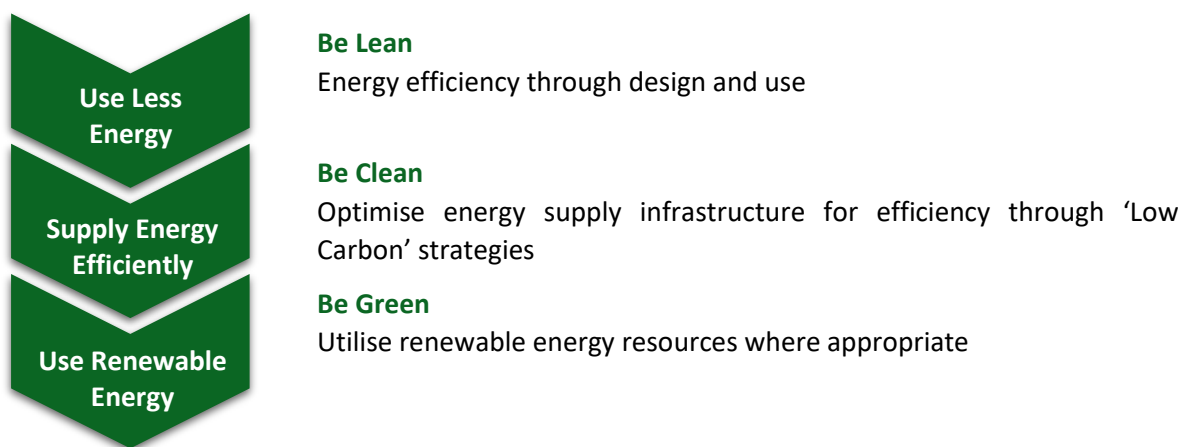 Use Less
Energy
Be Lean
Energy efficiency through design and use
Supply Energy
Efficiently
Be Clean
Optimise energy supply infrastructure for efficiency through ‘Low
Carbon’ strategies
Use Renewable
Energy
Be Green
Utilise renewable energy resources where appropriate